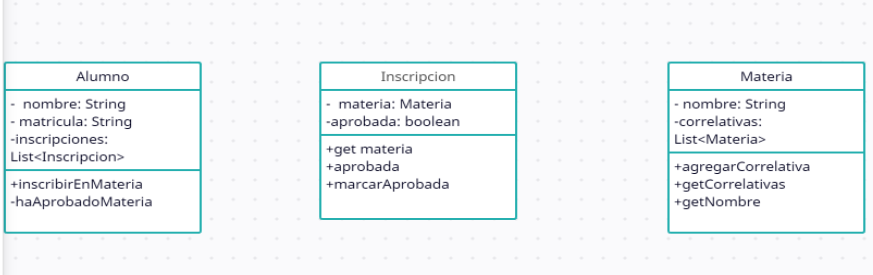 Alumno
- nombre: String
- matricula: String
-inscripciones:
List<Inscripcion>
+inscribirEnMateria
-haAprobadoMateria
Inscripcion
- materia: Materia
-aprobada: boolean
+get materia
+aprobada
+marcarAprobada
Materia
- nombre: String
-correlativas:
List<Materia>
+agregarCorrelativa
+getCorrelativas
+getNombre